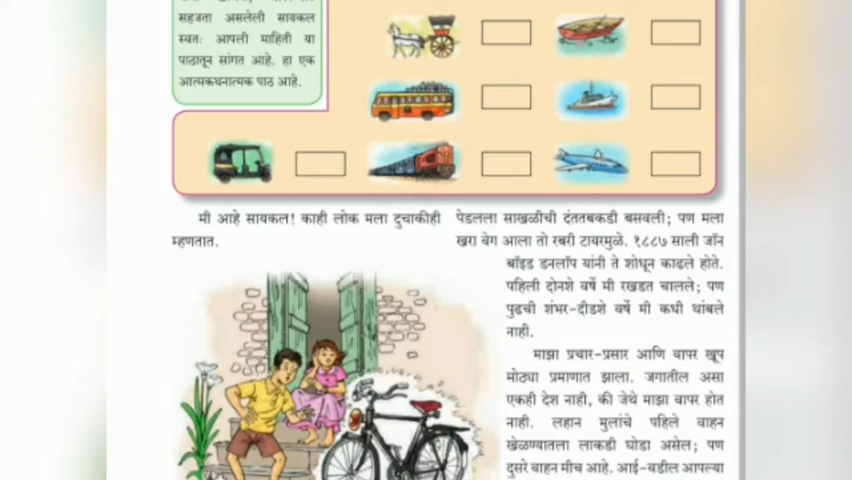 सहजता असलेली सायकल
स्वतः आपली माहिती या
पाठातून सांगत आहे. हा एक
आत्मकथनात्मक पाठ आहे.
मी आहे सायकल! काही लोक मला दुचाकीही
म्हणतात.
पेडलला साखळीची दंततबकडी बसवली; पण मला
खरा वेग आला तो रबरी टायरमुळे. १८८७ साली जॉन
बॉइड डनलॉप यांनी ते शोधून काढले होते.
पहिली दोनशे वर्षे मी रखडत चालले; पण
पुढची शंभर-दीडशे वर्षे मी कधी थांबले
नाही.
माझा प्रचार-प्रसार आणि वापर खूप
मोठ्या प्रमाणात झाला. जगातील असा
एकही देश नाही, की जेथे माझा वापर होत
नाही. लहान मुलांचे पहिले वाहन
खेळण्यातला लाकडी घोडा असेल; पण
दुसरे वाहन मीच आहे. आई-वडील आपल्या